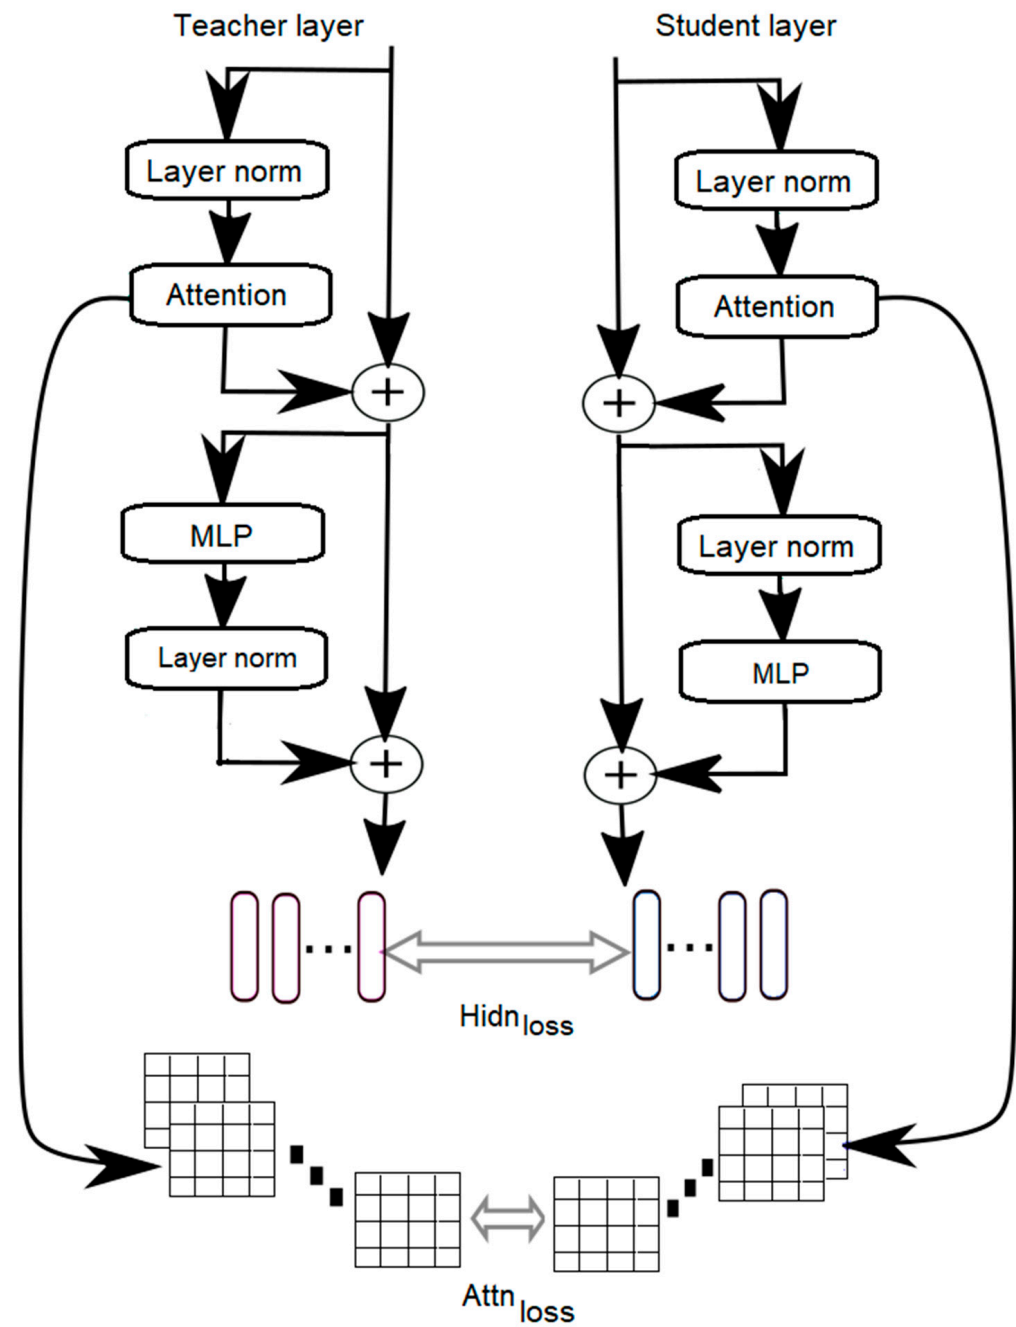 Teacher layer
Student layer
Layer norm
Layer norm
Attention
Attention
+
+
MLP
Layer norm
Layer norm
MLP
+
+
...
...
Hidn loss
Attn loss